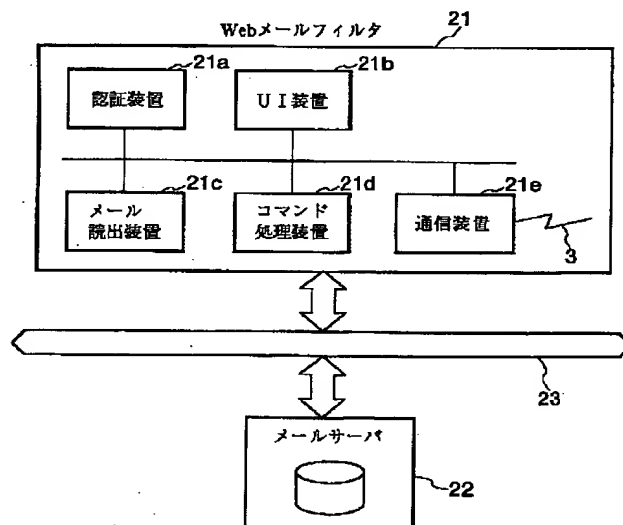 Webメールフィルタ
21
21a
21b
認証装置
UI装置
21c
21d
21e
メール
読出装置
コマンド
処理装置
通信装置
3
23
メールサーバ
22